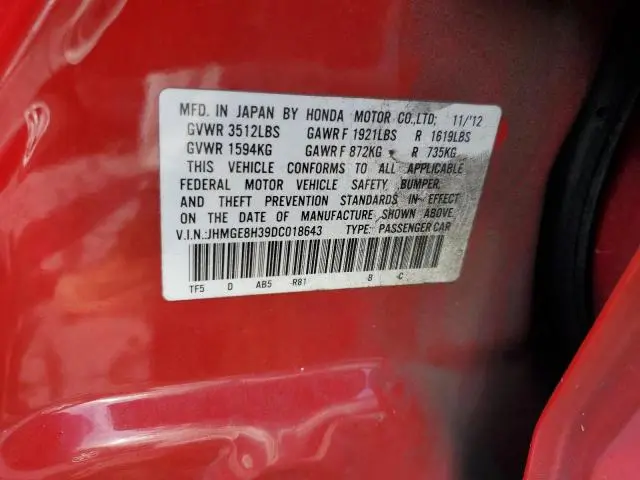 MFD. IN JAPAN BY HONDA MOTOR CO.,LTD. 11/'12
GVWR 3512LBS GAWR F 1921LBS R 1619LBS
GVWR 1594KG GAWR F 872KG R 735KG
THIS VEHICLE CONFORMS TO ALL APPLICABLE
FEDERAL MOTOR VEHICLE SAFETY, BUMPER,
AND THEFT PREVENTION STANDARDS IN EFFECT
ON THE DATE OF MANUFACTURE SHOWN ABOVE.
V.I.N.:JHMGE8H39DC018643 TYPE: PASSENGER CAR
TF5 D AB5 R81 B C